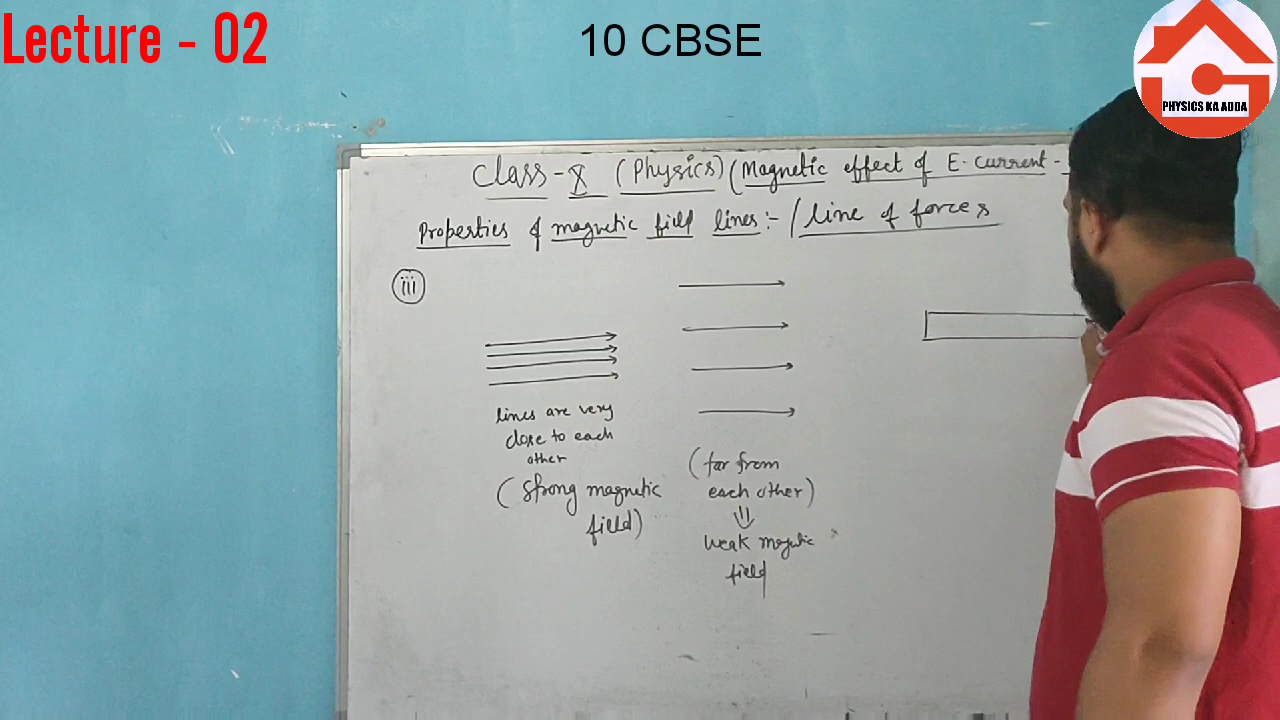 Lecture - 02
10 CBSE
PHYSICS KA ADDA
Class-X (Physics) (Magnetic effect of E. Current -
Properties of magnetic field lines:- / line of forces
iii
lines are very
close to each
other
(Strong magnetic
field)
(far from
each other)
⇓
weak magnetic
field